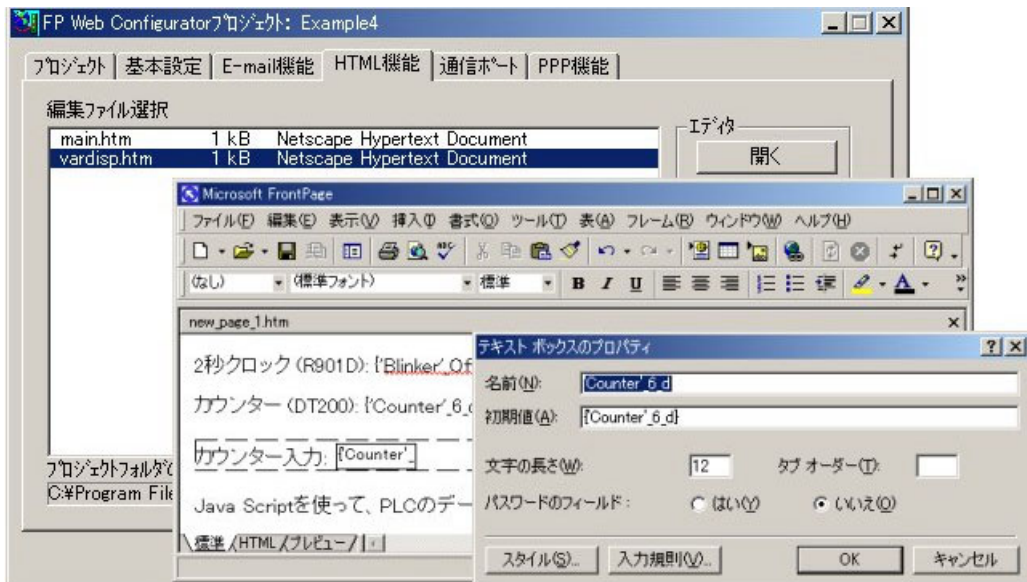 FP Web Configuratorプロジェクト: Example4
プロジェクト 基本設定 E-mail機能 HTML機能 通信ポート PPP機能
編集ファイル選択
main.htm 1 kB Netscape Hypertext Document
vardisp.htm 1 kB Netscape Hypertext Document
エディタ
開く
Microsoft FrontPage
ファイル(F) 編集(E) 表示(V) 挿入(I) 書式(O) ツール(T) 表(A) フレーム(R) ウィンドウ(W) ヘルプ(H)
(なし) (標準フォント) 標準 B I U A
new_page_1.htm
2秒クロック (R901D): {'Blinker'_Of
カウンター (DT200): {'Counter'_6_d
カウンター入力: {'Counter'_
Java Scriptを使って、PLCのデー
標準 HTML プレビュー
テキスト ボックスのプロパティ
名前(N): 'Counter'_6_d
初期値(A): {'Counter'_6_d}
文字の長さ(W): 12 タブ オーダー(T):
パスワードのフィールド: はい(Y) いいえ(O)
スタイル(S)... 入力規則(V)... OK キャンセル
プロジェクトフォルダ(
C:¥Program File